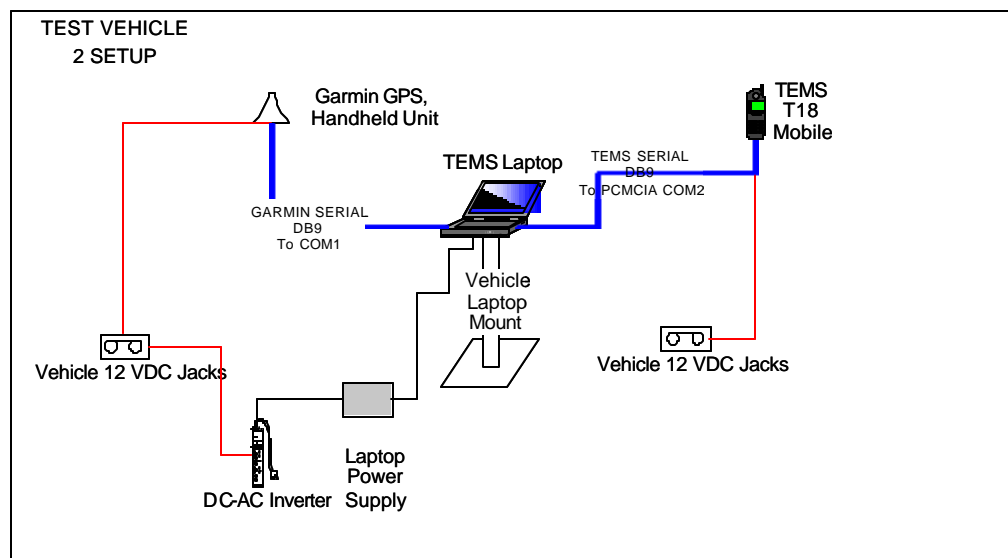 TEST VEHICLE
2 SETUP
Garmin GPS,
Handheld Unit
TEMS
T18
Mobile
TEMS Laptop
TEMS SERIAL
DB9
To PCMCIA COM2
GARMIN SERIAL
DB9
To COM1
Vehicle
Laptop
Mount
Vehicle 12 VDC Jacks
Vehicle 12 VDC Jacks
Laptop
Power
Supply
DC-AC Inverter